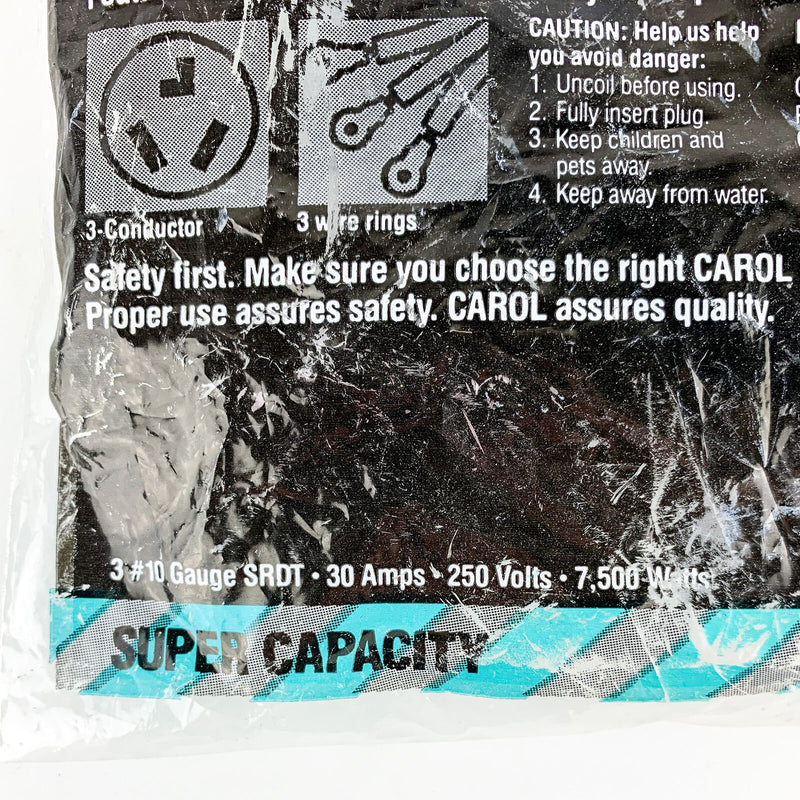 CAUTION: Help us help
you avoid danger:
1. Uncoil before using.
2. Fully insert plug.
3. Keep children and
pets away.
4. Keep away from water.
3-Conductor
3 wire rings
Safety first. Make sure you choose the right CAROL
Proper use assures safety. CAROL assures quality.
3 #10 Gauge SRDT • 30 Amps • 250 Volts • 7,500 Watts
SUPER CAPACITY